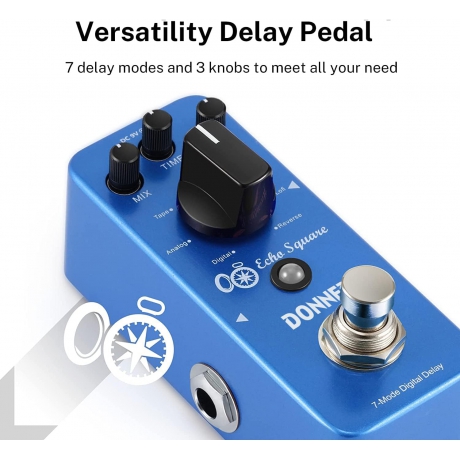 Versatility Delay Pedal
7 delay modes and 3 knobs to meet all your need
DC 9V
TIME
MIX
Tape
Analog
Digital
Reverse
Echo Square
DONNE
7-Mode Digital Delay